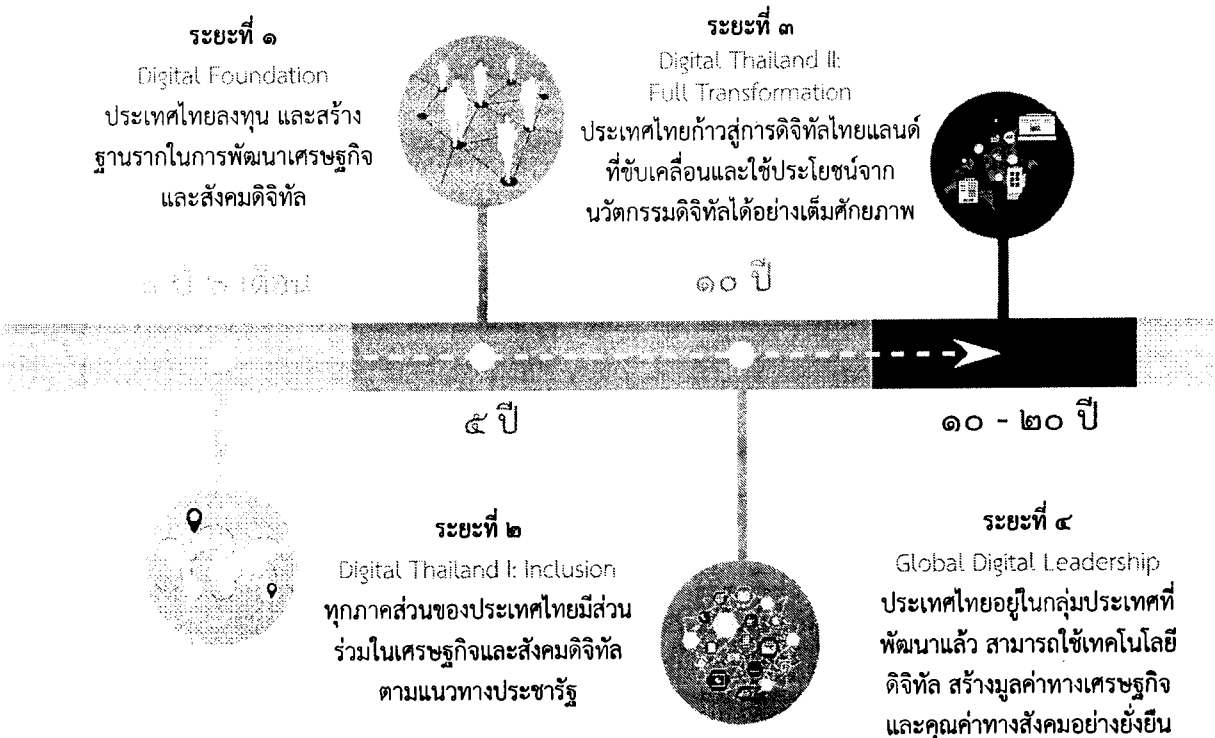 ระยะที่ ๑
Digital Foundation
ประเทศไทยลงทุน และสร้าง
ฐานรากในการพัฒนาเศรษฐกิจ
และสังคมดิจิทัล
ปี
เดือน
ระยะที่ ๒
Digital Thailand I: Inclusion
ทุกภาคส่วนของประเทศไทยมีส่วน
ร่วมในเศรษฐกิจและสังคมดิจิทัล
ตามแนวทางประชารัฐ
๕ ปี
ระยะที่ ๓
Digital Thailand II:
Full Transformation
ประเทศไทยก้าวสู่การดิจิทัลไทยแลนด์
ที่ขับเคลื่อนและใช้ประโยชน์จาก
นวัตกรรมดิจิทัลได้อย่างเต็มศักยภาพ
๑๐ ปี
๑๐ - ๒๐ ปี
ระยะที่ ๔
Global Digital Leadership
ประเทศไทยอยู่ในกลุ่มประเทศที่
พัฒนาแล้ว สามารถใช้เทคโนโลยี
ดิจิทัล สร้างมูลค่าทางเศรษฐกิจ
และคุณค่าทางสังคมอย่างยั่งยืน